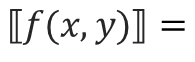 ⟦f(x, y)⟧ =